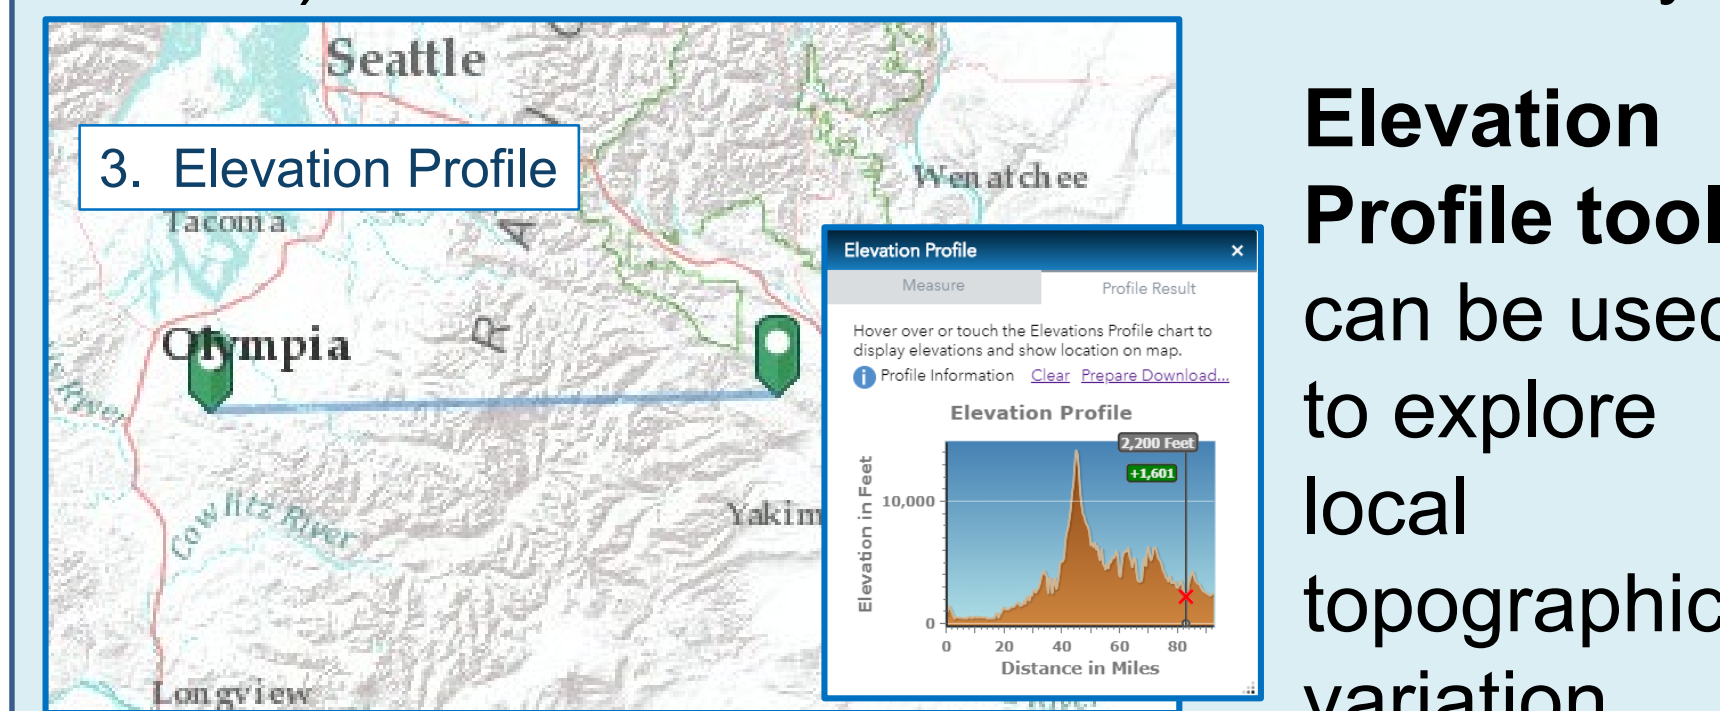 Seattle
3. Elevation Profile
Tacoma
Wenatchee
Olympia
River
Cowlitz River
Yakim
Longview
River
R A
Elevation Profile ×
Measure
Profile Result
Hover over or touch the Elevations Profile chart to
display elevations and show location on map.
Profile Information Clear Prepare Download...
Elevation Profile
2,200 Feet
+1,601
Elevation in Feet
10,000
0
0 20 40 60 80
Distance in Miles
Elevation
Profile tool
can be used
to explore
local
topographic
variation